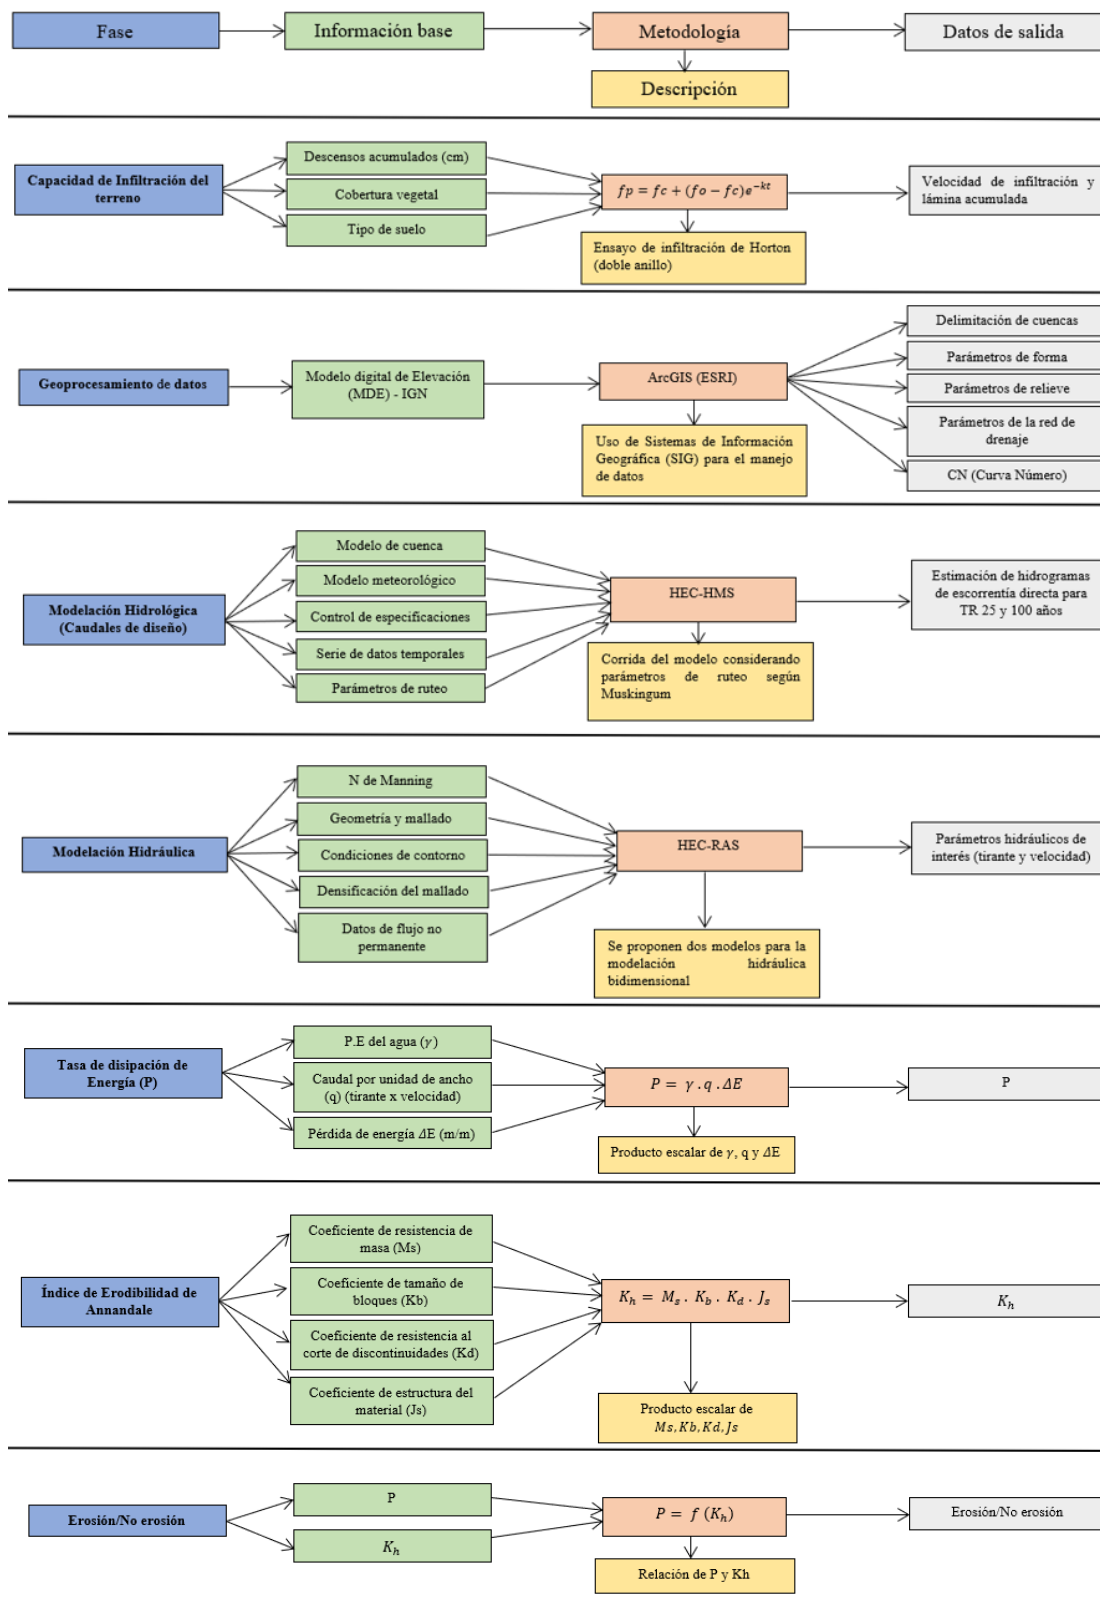 Fase
Información base
Metodología
Datos de salida
Descripción
Capacidad de Infiltración del
terreno
Descensos acumulados (cm)
Cobertura vegetal
Tipo de suelo
fp = fc + (fo − fc)e^{−kt}
Ensayo de infiltración de Horton
(doble anillo)
Velocidad de infiltración y
lámina acumulada
Geoprocesamiento de datos
Modelo digital de Elevación
(MDE) - IGN
ArcGIS (ESRI)
Uso de Sistemas de Información
Geográfica (SIG) para el manejo
de datos
Delimitación de cuencas
Parámetros de forma
Parámetros de relieve
Parámetros de la red de
drenaje
CN (Curva Número)
Modelación Hidrológica
(Caudales de diseño)
Modelo de cuenca
Modelo meteorológico
Control de especificaciones
Serie de datos temporales
Parámetros de ruteo
HEC-HMS
Corrida del modelo considerando
parámetros de ruteo según
Muskingum
Estimación de hidrogramas
de escorrentía directa para
TR 25 y 100 años
Modelación Hidráulica
N de Manning
Geometría y mallado
Condiciones de contorno
Densificación del mallado
Datos de flujo no
permanente
HEC-RAS
Se proponen dos modelos para la
modelación hidráulica
bidimensional
Parámetros hidráulicos de
interés (tirante y velocidad)
Tasa de disipación de
Energía (P)
P.E del agua (γ)
Caudal por unidad de ancho
(q) (tirante x velocidad)
Pérdida de energía ΔE (m/m)
P = γ . q . ΔE
Producto escalar de γ, q y ΔE
P
Índice de Erodibilidad de
Annandale
Coeficiente de resistencia de
masa (Ms)
Coeficiente de tamaño de
bloques (Kb)
Coeficiente de resistencia al
corte de discontinuidades (Kd)
Coeficiente de estructura del
material (Js)
K_h = M_s . K_b . K_d . J_s
Producto escalar de
Ms, Kb, Kd, Js
K_h
Erosión/No erosión
P
K_h
P = f (K_h)
Relación de P y Kh
Erosión/No erosión